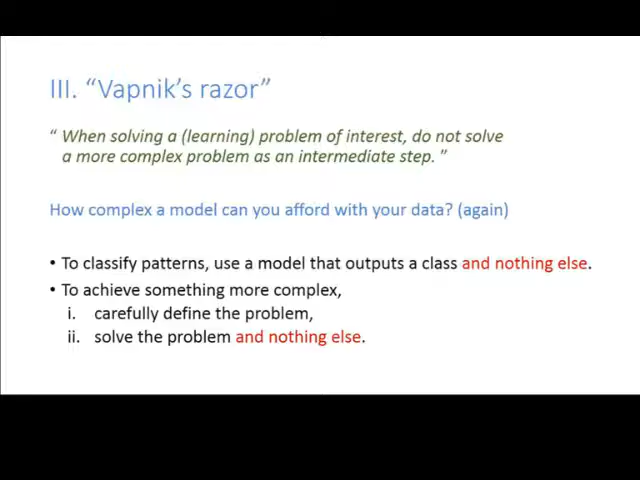 III. “Vapnik’s razor”
“ When solving a (learning) problem of interest, do not solve
a more complex problem as an intermediate step. ”
How complex a model can you afford with your data? (again)
• To classify patterns, use a model that outputs a class and nothing else.
• To achieve something more complex,
i. carefully define the problem,
ii. solve the problem and nothing else.